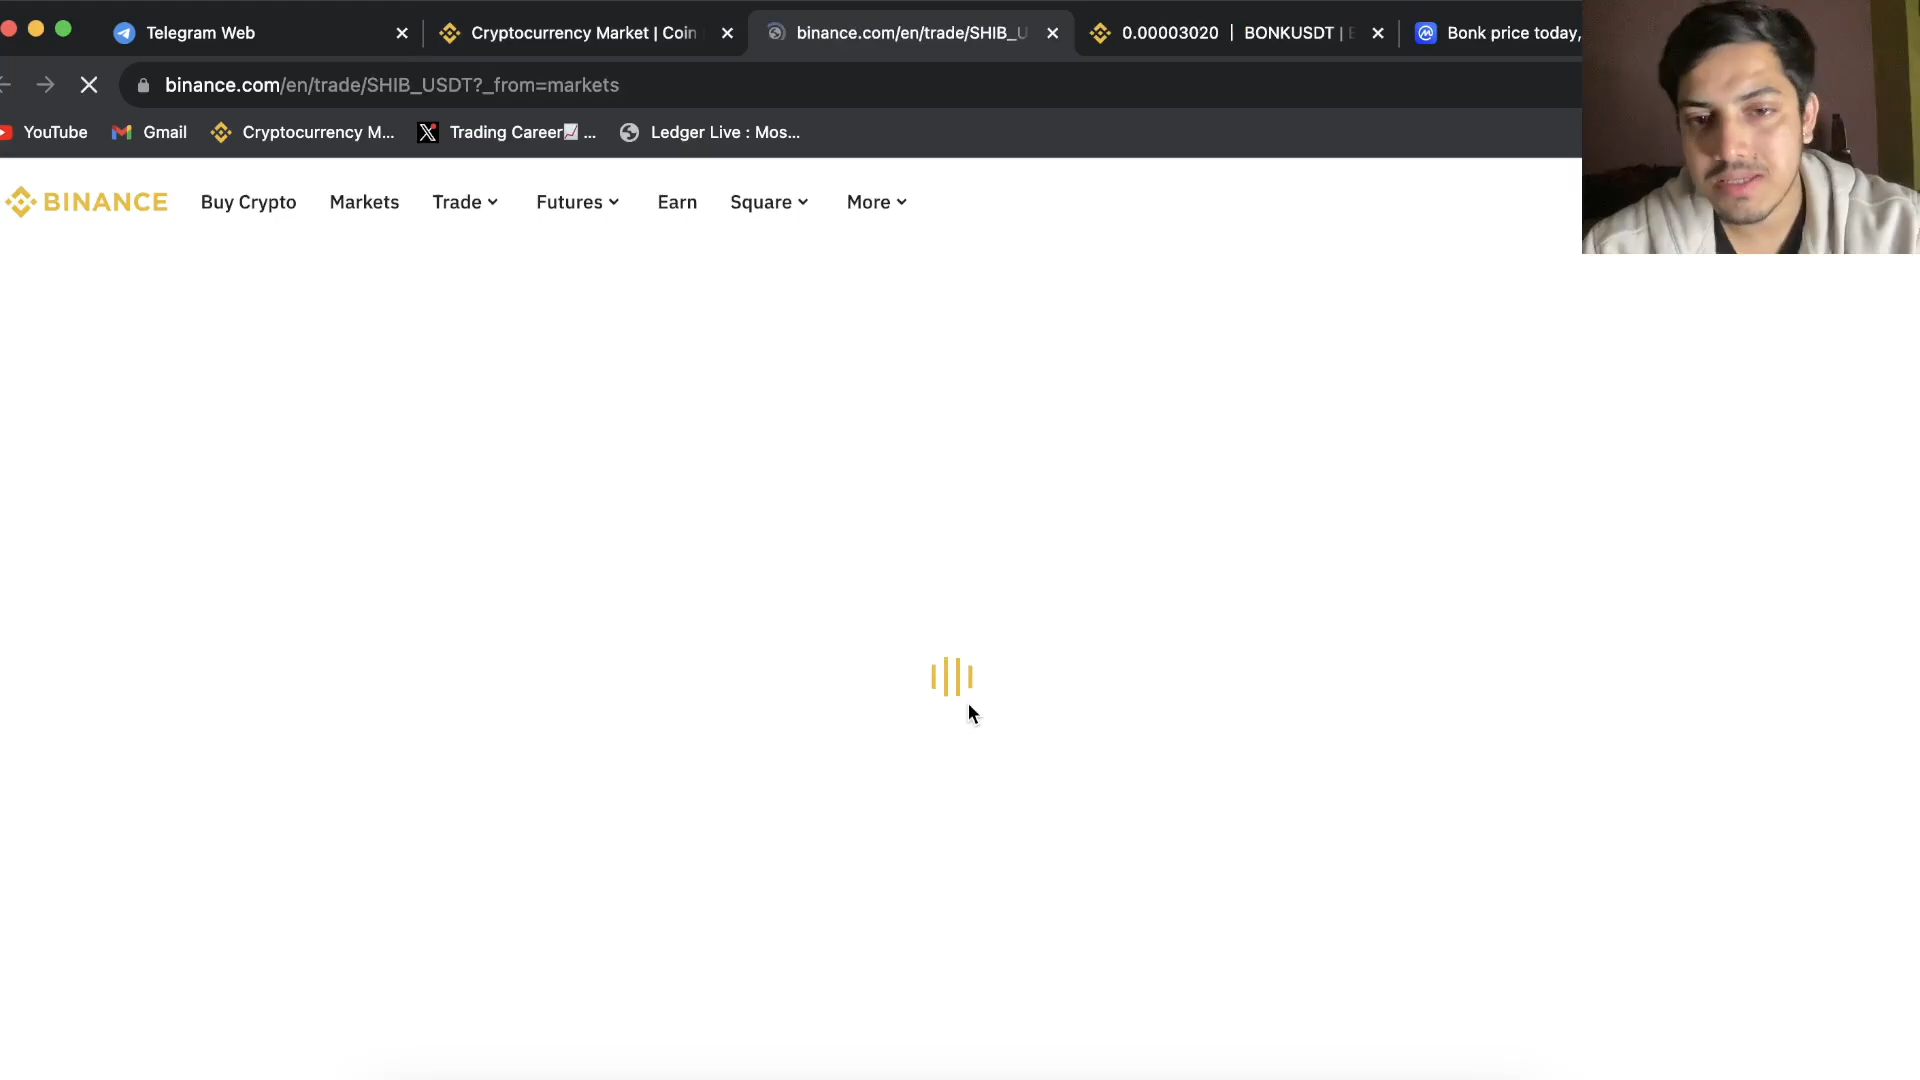 Telegram Web
Cryptocurrency Market | Coin
binance.com/en/trade/SHIB_U
0.00003020 | BONKUSDT |
Bonk price today,
binance.com/en/trade/SHIB_USDT?_from=markets
YouTube
Gmail
Cryptocurrency M...
Trading Career📈 ...
Ledger Live : Mos...
BINANCE
Buy Crypto
Markets
Trade
Futures
Earn
Square
More